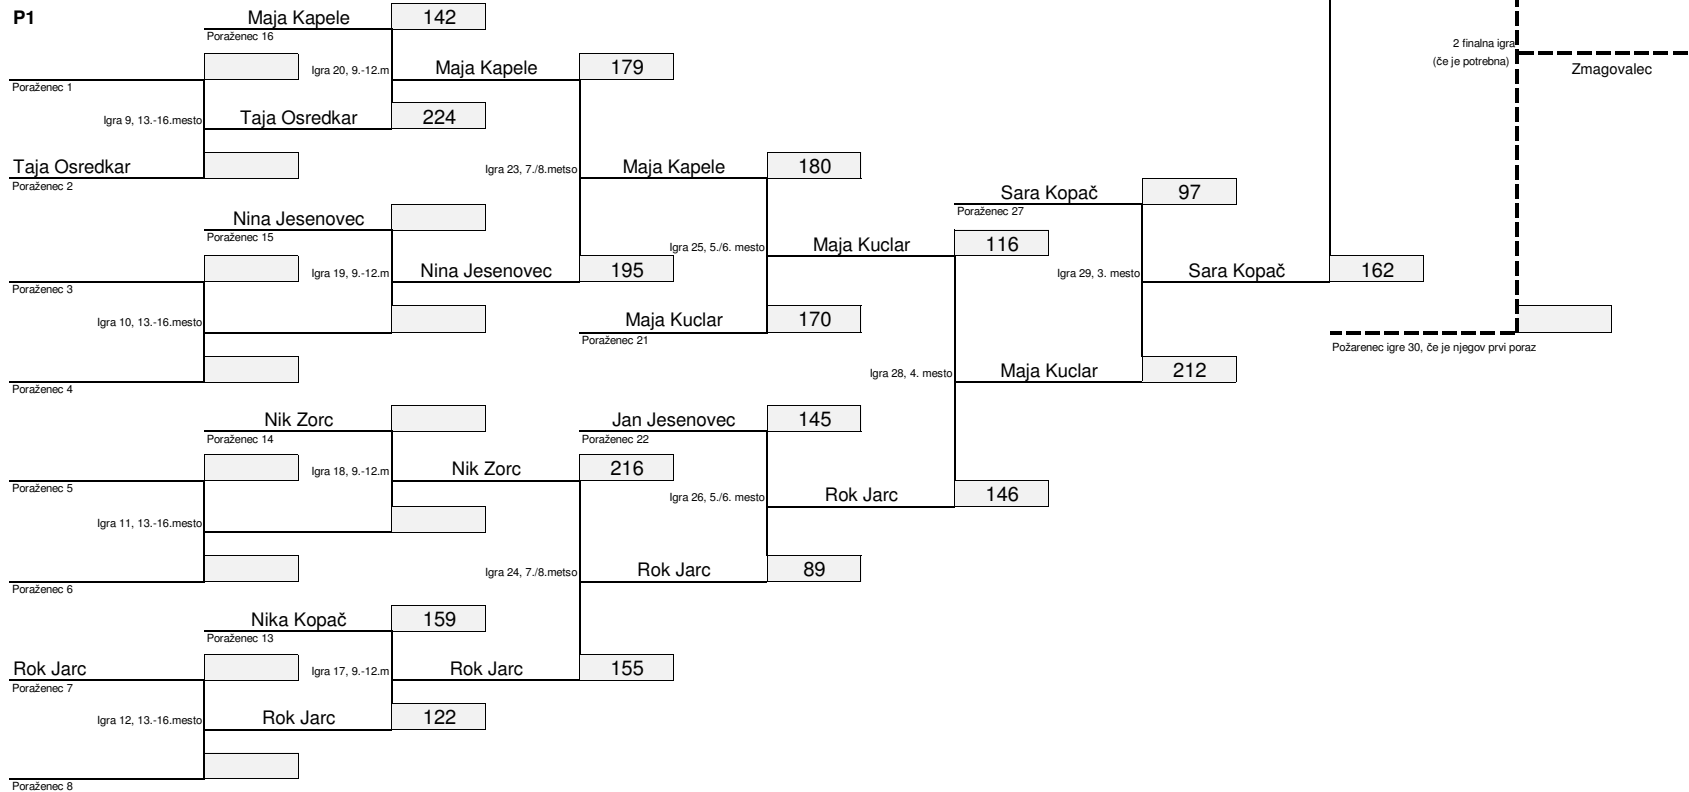 P1
Maja Kapele 142
Poraženec 16
2 finalna igra
(če je potrebna)
Zmagovalec
Igra 20, 9.-12.m
Maja Kapele 179
Poraženec 1
Igra 9, 13.-16.mesto
Taja Osredkar 224
Taja Osredkar
Poraženec 2
Igra 23, 7./8.metso
Maja Kapele 180
Sara Kopač 97
Poraženec 27
Nina Jesenovec
Poraženec 15
Igra 25, 5./6. mesto
Maja Kuclar 116
Igra 19, 9.-12.m
Nina Jesenovec 195
Igra 29, 3. mesto
Sara Kopač 162
Poraženec 3
Igra 10, 13.-16.mesto
Maja Kuclar 170
Poraženec 21
Požarenec igre 30, če je njegov prvi poraz
Igra 28, 4. mesto
Maja Kuclar 212
Poraženec 4
Nik Zorc
Poraženec 14
Jan Jesenovec 145
Poraženec 22
Igra 18, 9.-12.m
Nik Zorc 216
Poraženec 5
Igra 26, 5./6. mesto
Rok Jarc 146
Igra 11, 13.-16.mesto
Igra 24, 7./8.metso
Rok Jarc 89
Poraženec 6
Nika Kopač 159
Poraženec 13
Rok Jarc
Poraženec 7
Igra 17, 9.-12.m
Rok Jarc 155
Igra 12, 13.-16.mesto
Rok Jarc 122
Poraženec 8